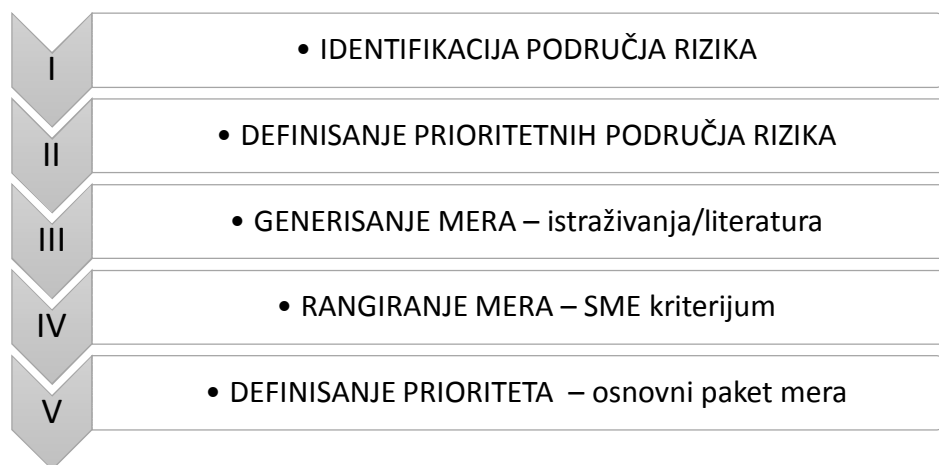 I
• IDENTIFIKACIJA PODRUČJA RIZIKA
II
• DEFINISANJE PRIORITETNIH PODRUČJA RIZIKA
III
• GENERISANJE MERA – istraživanja/literatura
IV
• RANGIRANJE MERA – SME kriterijum
V
• DEFINISANJE PRIORITETA – osnovni paket mera